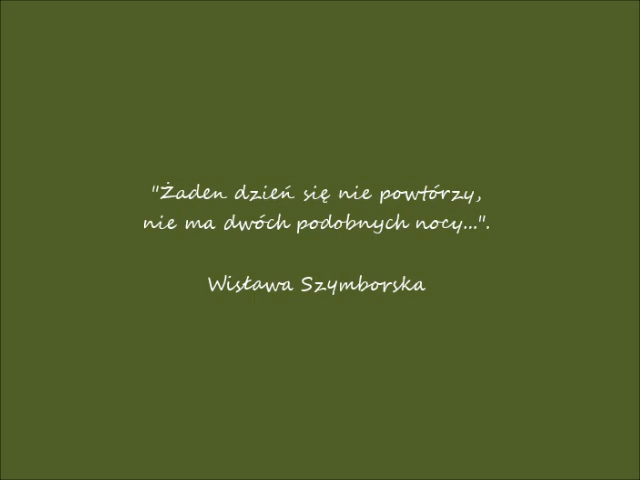 "Żaden dzień się nie powtórzy,
nie ma dwóch podobnych nocy...".
Wisława Szymborska